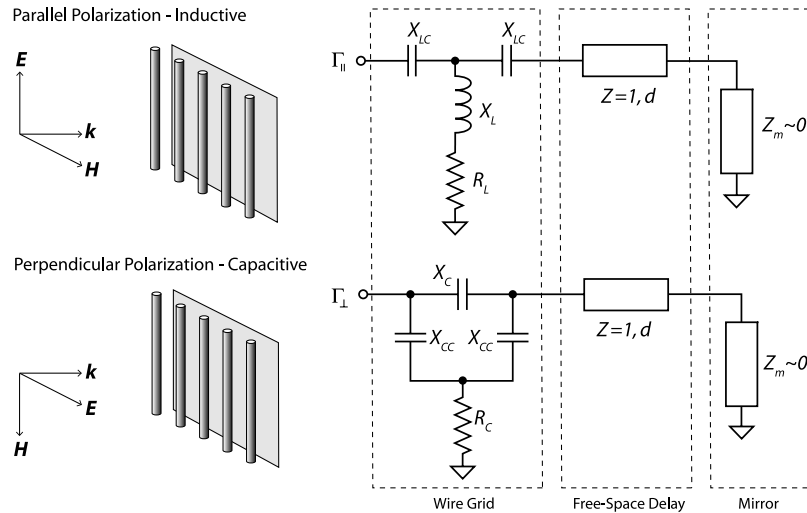 Parallel Polarization - Inductive
E
k
H
Γ||
X_LC
X_LC
X_L
R_L
Z=1, d
Z_m~0
Perpendicular Polarization - Capacitive
k
E
H
Γ⊥
X_C
X_CC
X_CC
R_C
Z=1, d
Z_m~0
Wire Grid
Free-Space Delay
Mirror